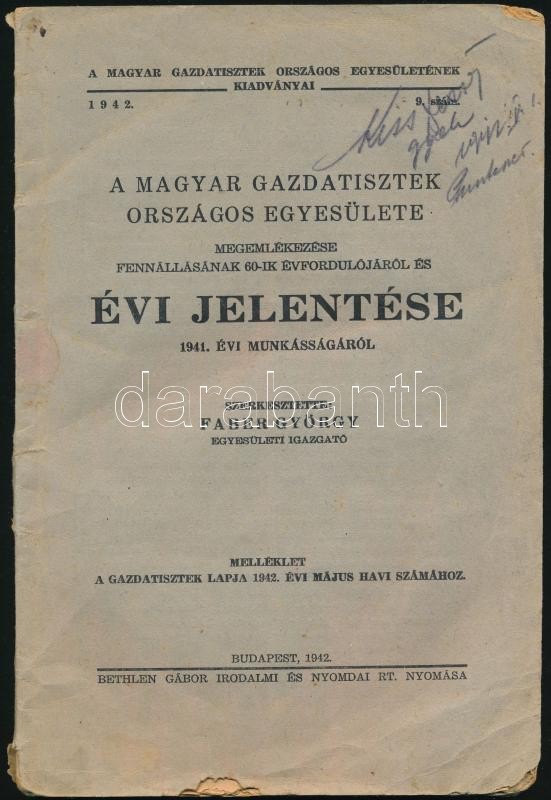 A MAGYAR GAZDATISZTEK ORSZÁGOS EGYESÜLETÉNEK
KIADVÁNYAI
1942. 9. szám.
Kiss
A MAGYAR GAZDATISZTEK
ORSZÁGOS EGYESÜLETE
MEGEMLÉKEZÉSE
FENNÁLLÁSÁNAK 60-IK ÉVFORDULÓJÁRÓL ÉS
ÉVI JELENTÉSE
1941. ÉVI MUNKÁSSÁGÁRÓL
darabanth
SZERKESZTETTE:
FABER GYÖRGY
EGYESÜLETI IGAZGATÓ
MELLÉKLET
A GAZDATISZTEK LAPJA 1942. ÉVI MÁJUS HAVI SZÁMÁHOZ.
BUDAPEST, 1942.
BETHLEN GÁBOR IRODALMI ÉS NYOMDAI RT. NYOMÁSA